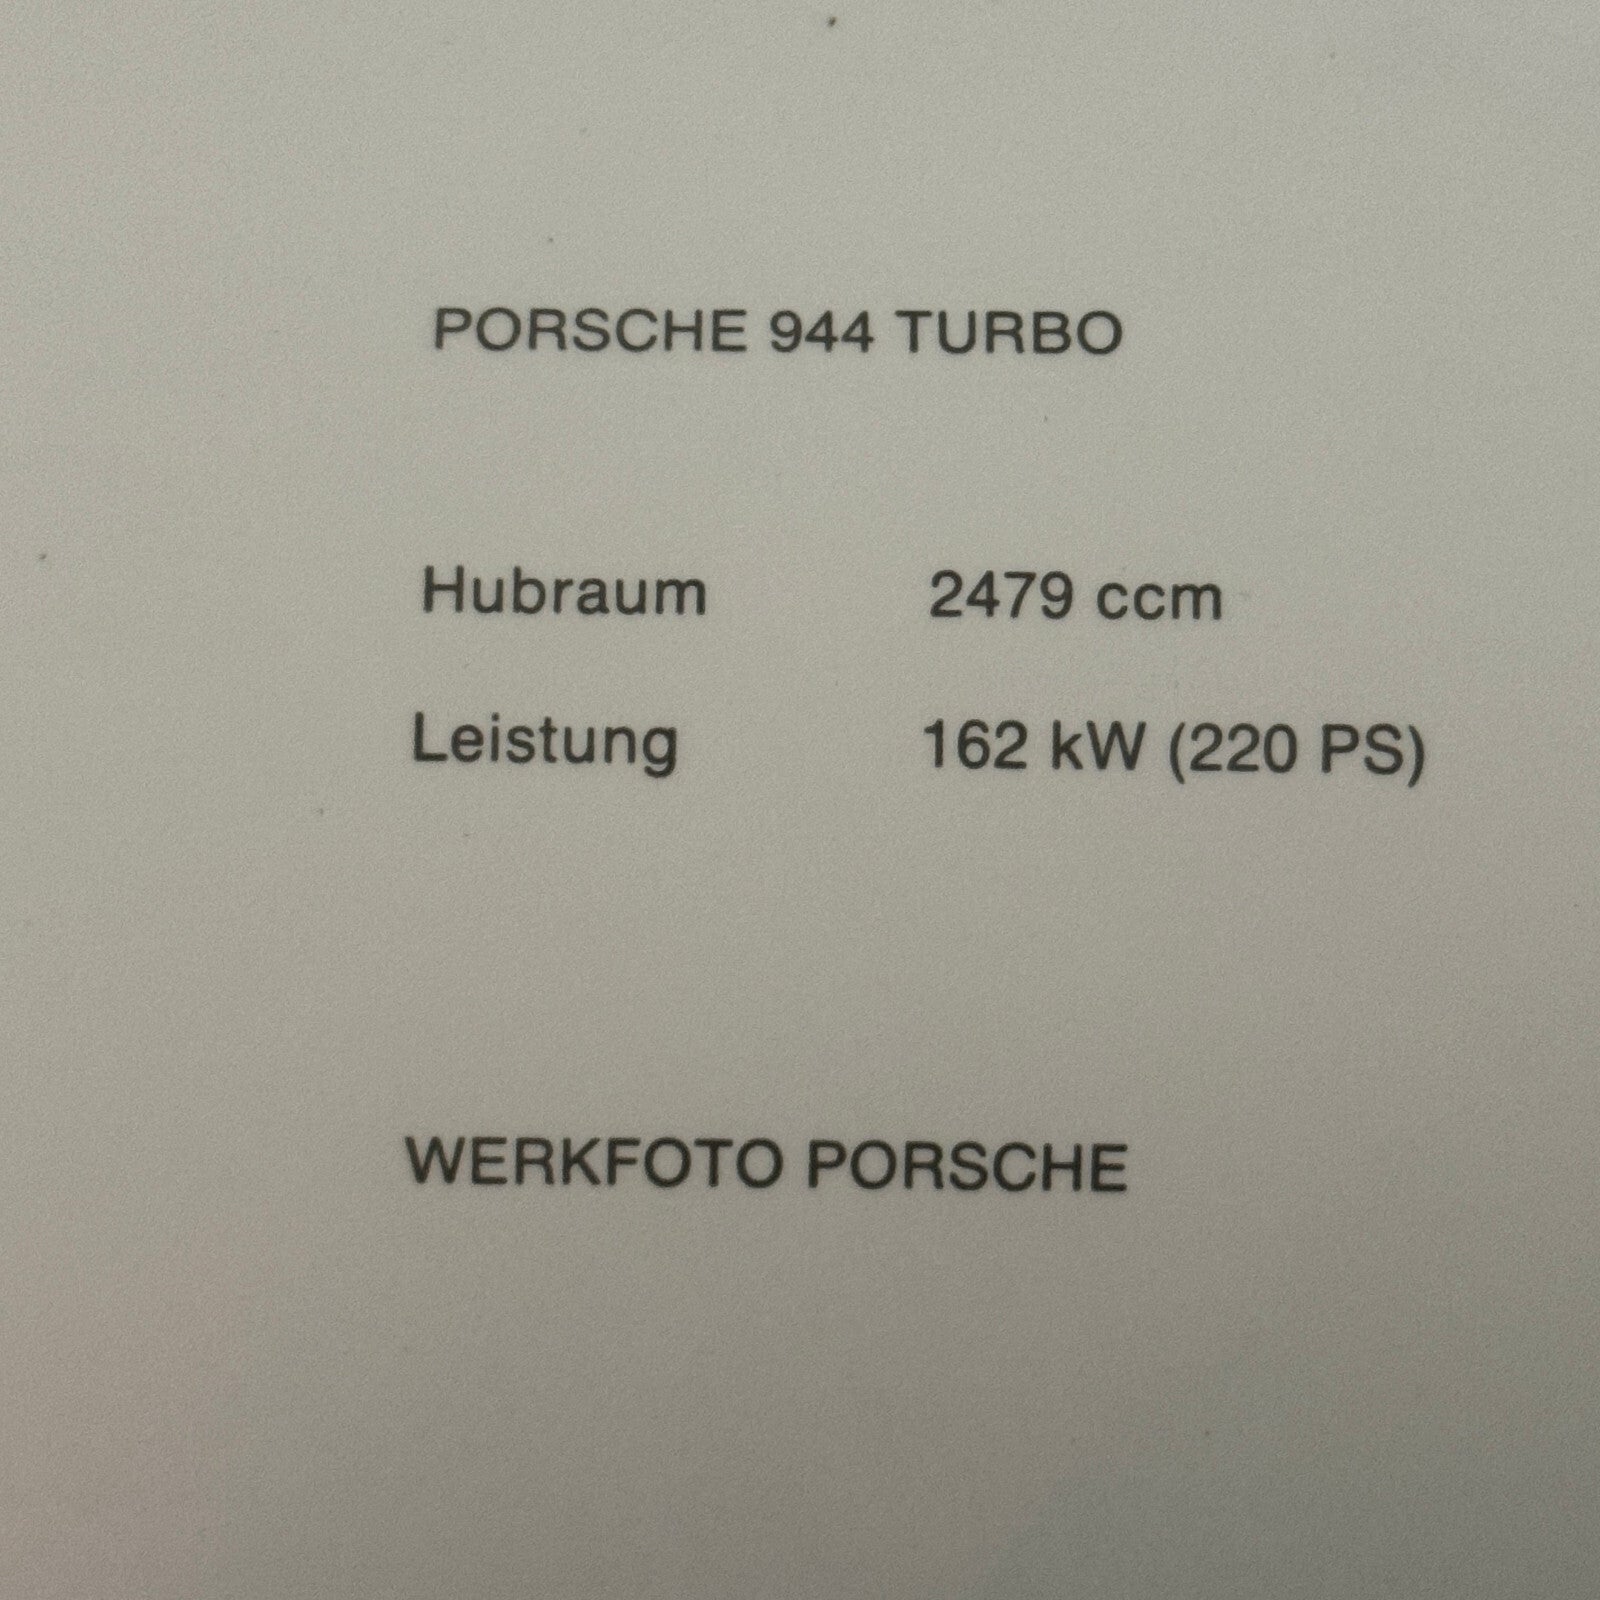 PORSCHE 944 TURBO
Hubraum 2479 ccm
Leistung 162 kW (220 PS)
WERKFOTO PORSCHE